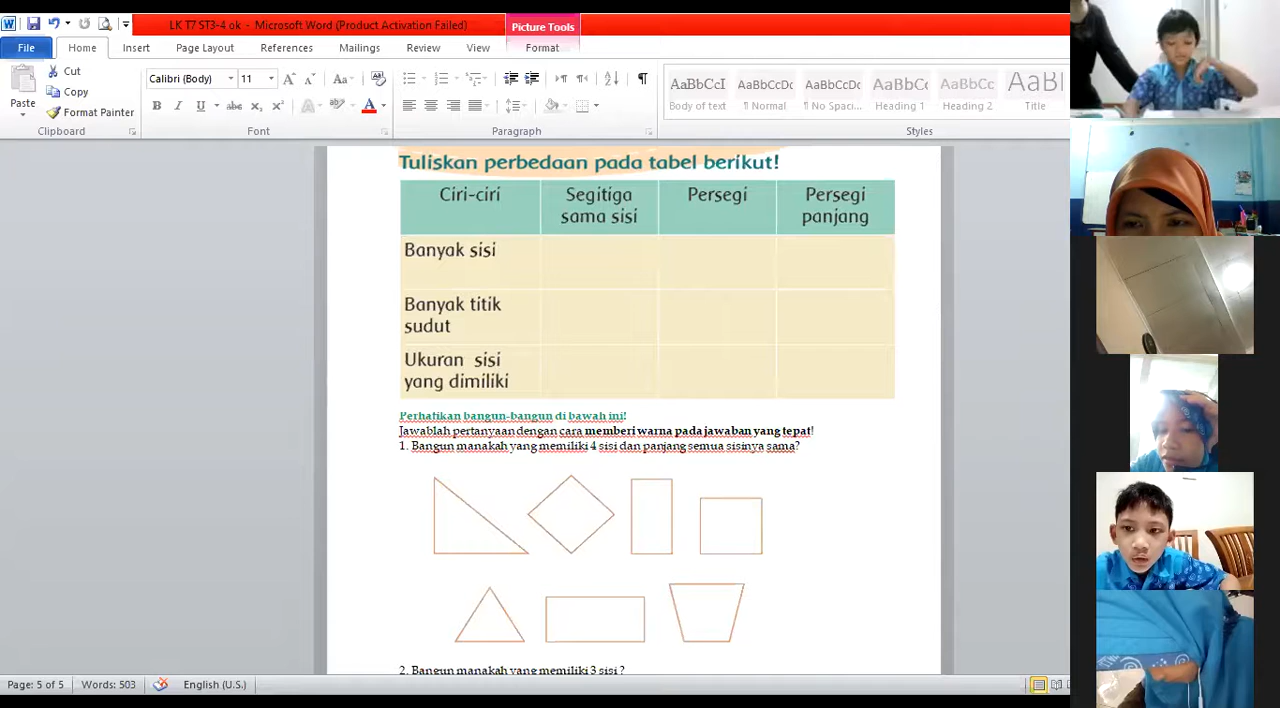 LK T7 ST3-4 ok - Microsoft Word (Product Activation Failed)
Picture Tools
File Home Insert Page Layout References Mailings Review View Format
Paste
Cut
Copy
Format Painter
Calibri (Body) 11
AaBbCcI AaBbCcDc AaBbCcDc AaBbCc AaBbCc AaBI
Body of text ¶ Normal ¶ No Spaci... Heading 1 Heading 2 Title
Clipboard Font Paragraph Styles
Tuliskan perbedaan pada tabel berikut!
Ciri-ciri Segitiga sama sisi Persegi Persegi panjang
Banyak sisi
Banyak titik
sudut
Ukuran sisi
yang dimiliki
Perhatikan bangun-bangun di bawah ini!
Jawablah pertanyaan dengan cara memberi warna pada jawaban yang tepat!
1. Bangun manakah yang memiliki 4 sisi dan panjang semua sisinya sama?
2. Bangun manakah yang memiliki 3 sisi ?
Page: 5 of 5 Words: 503 English (U.S.)